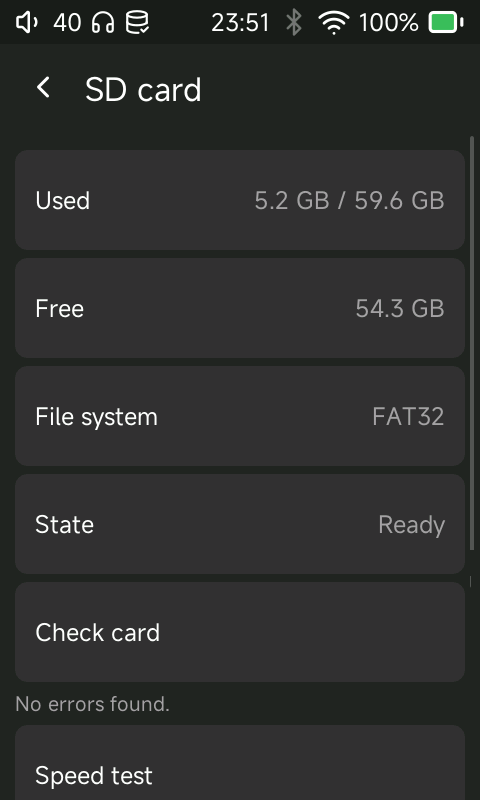 40 23:51 100%
SD card
Used 5.2 GB / 59.6 GB
Free 54.3 GB
File system FAT32
State Ready
Check card
No errors found.
Speed test